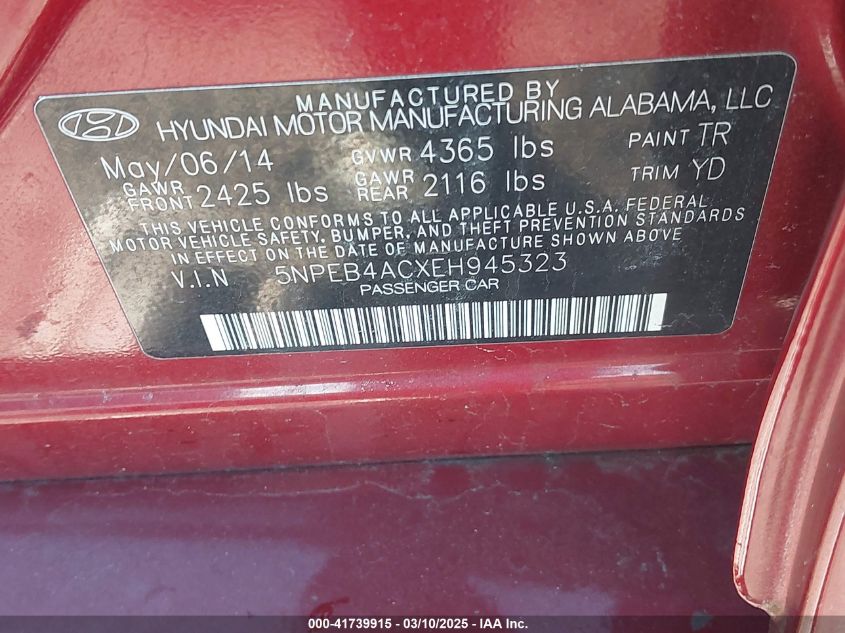 MANUFACTURED BY
HYUNDAI MOTOR MANUFACTURING ALABAMA, LLC
May/06/14 GVWR 4365 lbs PAINT TR
GAWR FRONT 2425 lbs GAWR REAR 2116 lbs TRIM YD
THIS VEHICLE CONFORMS TO ALL APPLICABLE U.S.A. FEDERAL
MOTOR VEHICLE SAFETY, BUMPER, AND THEFT PREVENTION STANDARDS
IN EFFECT ON THE DATE OF MANUFACTURE SHOWN ABOVE
V.I.N 5NPEB4ACXEH945323
PASSENGER CAR
000-41739915 - 03/10/2025 - IAA Inc.